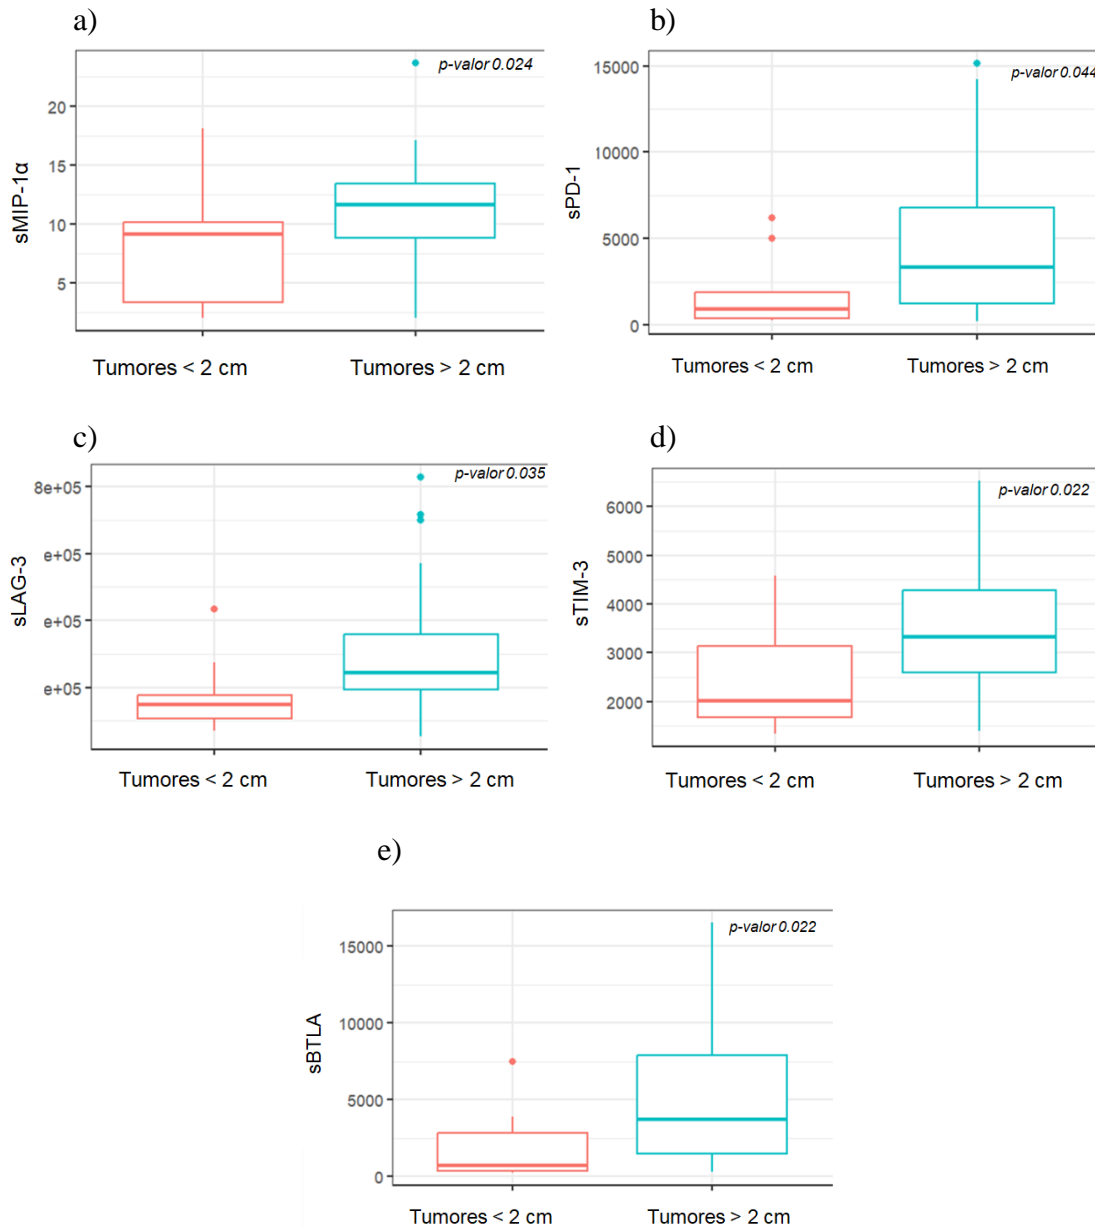 a)
p-valor 0.024
sMIP-1α
20
15
10
5
Tumores < 2 cm
Tumores > 2 cm
b)
p-valor 0.044
sPD-1
15000
10000
5000
0
Tumores < 2 cm
Tumores > 2 cm
c)
p-valor 0.035
sLAG-3
8e+05
e+05
e+05
e+05
Tumores < 2 cm
Tumores > 2 cm
d)
p-valor 0.022
sTIM-3
6000
5000
4000
3000
2000
Tumores < 2 cm
Tumores > 2 cm
e)
p-valor 0.022
sBTLA
15000
10000
5000
0
Tumores < 2 cm
Tumores > 2 cm